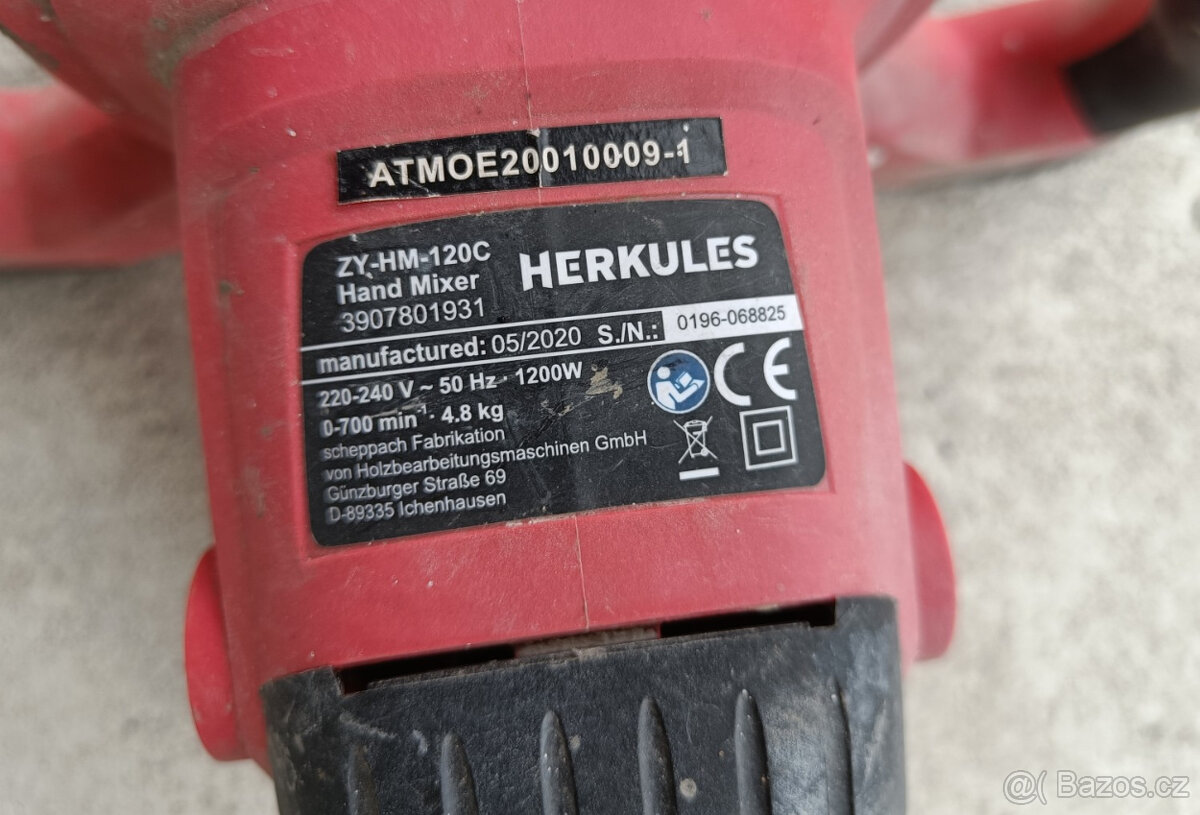 ATMOE20010009-1
ZY-HM-120C
Hand Mixer
3907801931
HERKULES
manufactured: 05/2020 S./N.: 0196-068825
220-240 V ~ 50 Hz · 1200W
0-700 min⁻¹ · 4.8 kg
scheppach Fabrikation
von Holzbearbeitungsmaschinen GmbH
Günzburger Straße 69
D-89335 Ichenhausen
CE
@( Bazos.cz